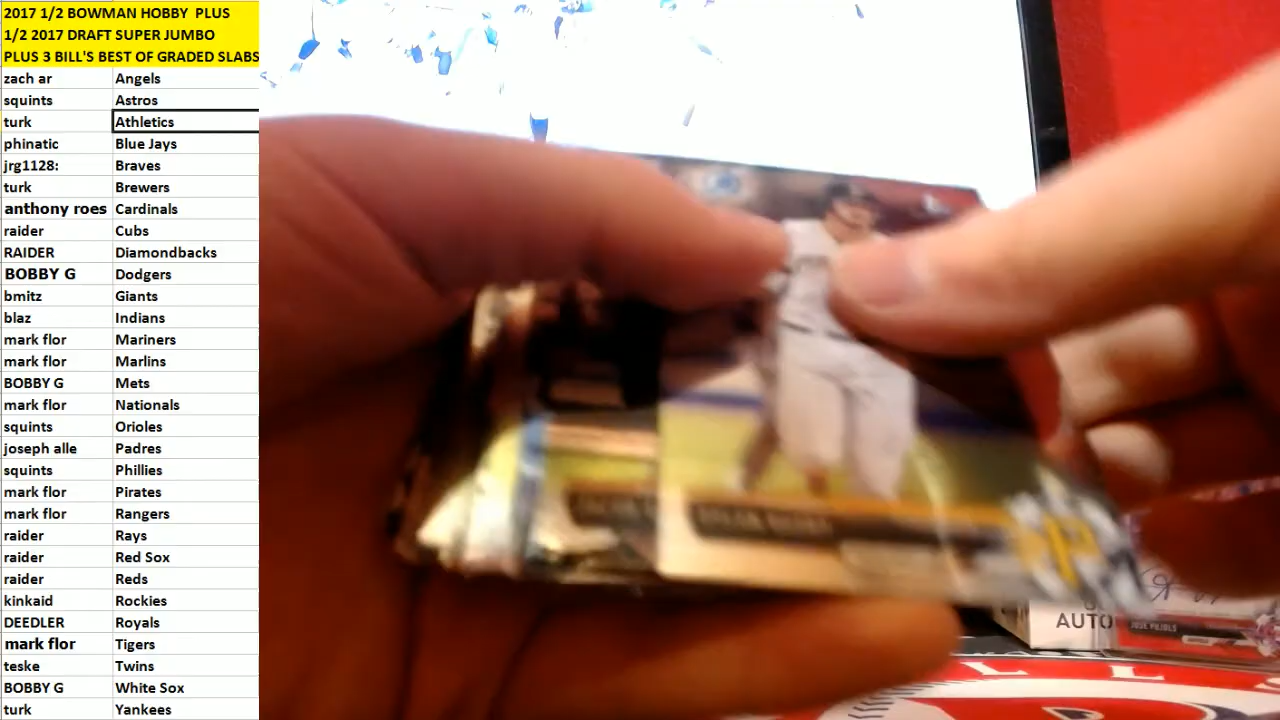 2017 1/2 BOWMAN HOBBY PLUS
1/2 2017 DRAFT SUPER JUMBO
PLUS 3 BILL'S BEST OF GRADED SLABS
zach ar Angels
squints Astros
turk Athletics
phinatic Blue Jays
jrg1128: Braves
turk Brewers
anthony roes Cardinals
raider Cubs
RAIDER Diamondbacks
BOBBY G Dodgers
bmitz Giants
blaz Indians
mark flor Mariners
mark flor Marlins
BOBBY G Mets
mark flor Nationals
squints Orioles
joseph alle Padres
squints Phillies
mark flor Pirates
mark flor Rangers
raider Rays
raider Red Sox
raider Reds
kinkaid Rockies
DEEDLER Royals
mark flor Tigers
teske Twins
BOBBY G White Sox
turk Yankees
AUTO